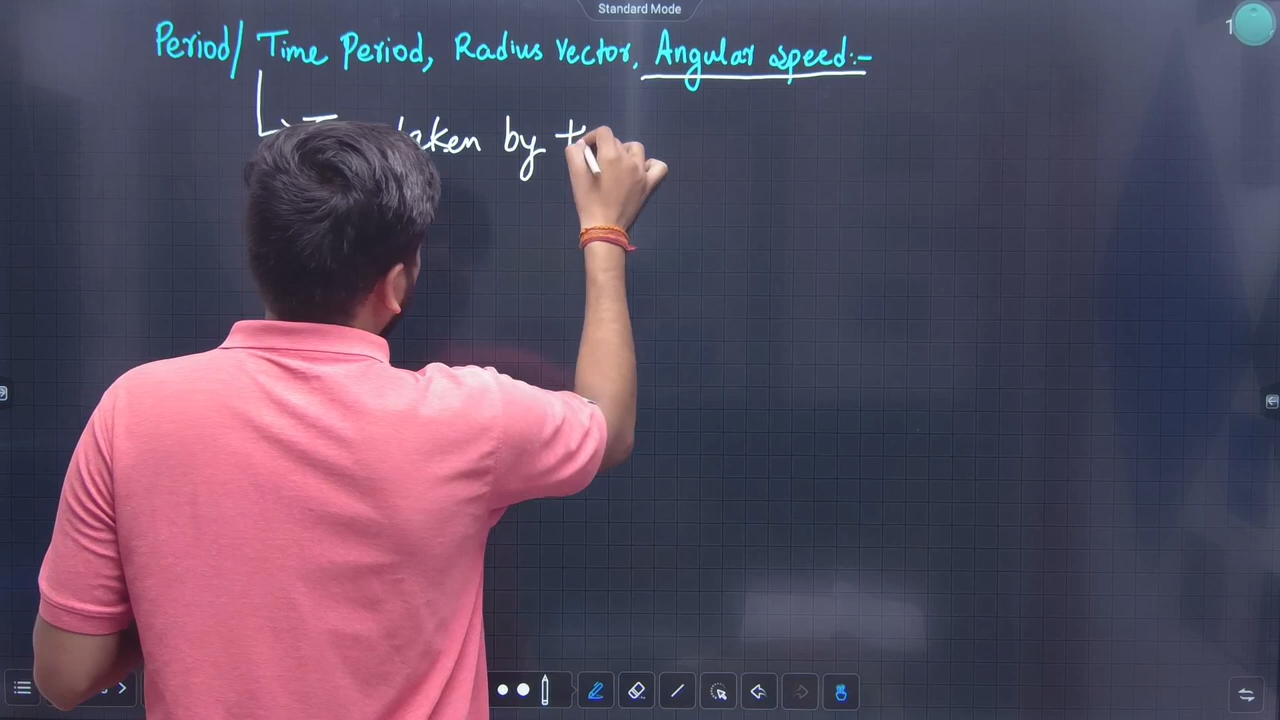 Standard Mode
Period/ Time Period, Radius Vector, Angular speed:-
taken by